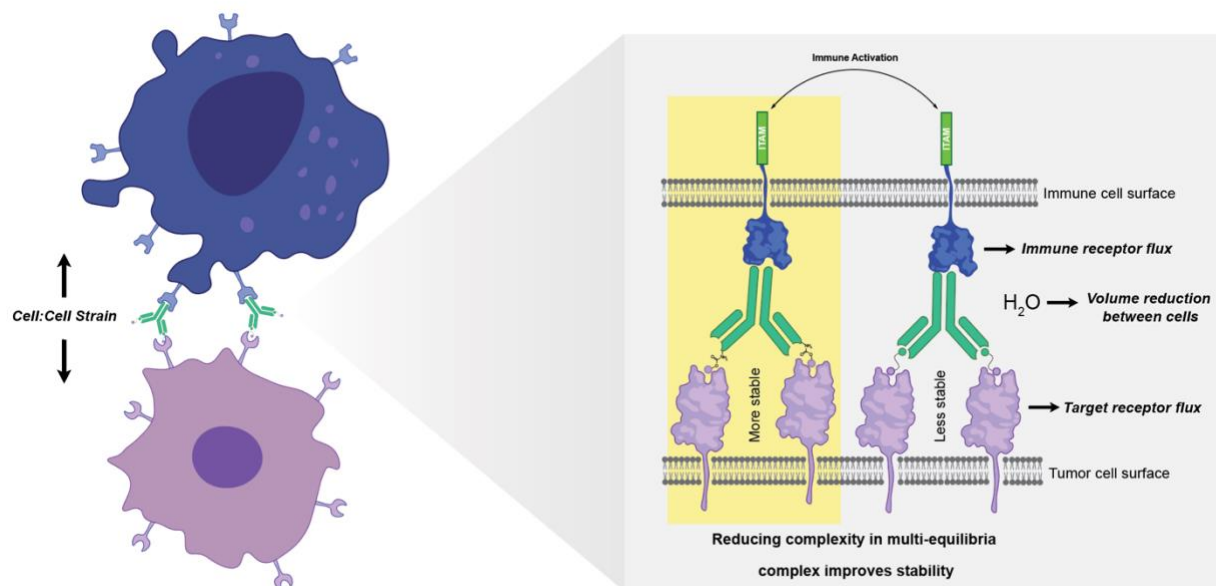 Immune Activation
ITAM
ITAM
Immune cell surface
Immune receptor flux
H₂O
Volume reduction
between cells
Cell:Cell Strain
More stable
Less stable
Target receptor flux
Tumor cell surface
Reducing complexity in multi-equilibria
complex improves stability